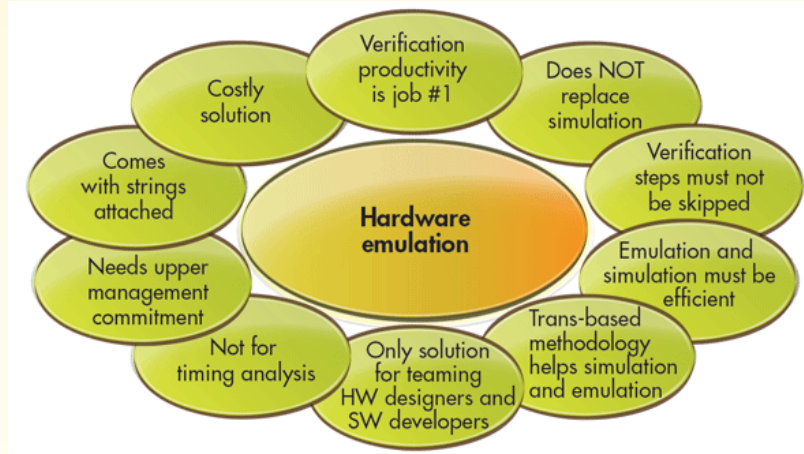 Verification
productivity
is job #1
Does NOT
replace
simulation
Verification
steps must not
be skipped
Emulation and
simulation must be
efficient
Trans-based
methodology
helps simulation
and emulation
Only solution
for teaming
HW designers and
SW developers
Not for
timing analysis
Needs upper
management
commitment
Comes
with strings
attached
Costly
solution
Hardware
emulation